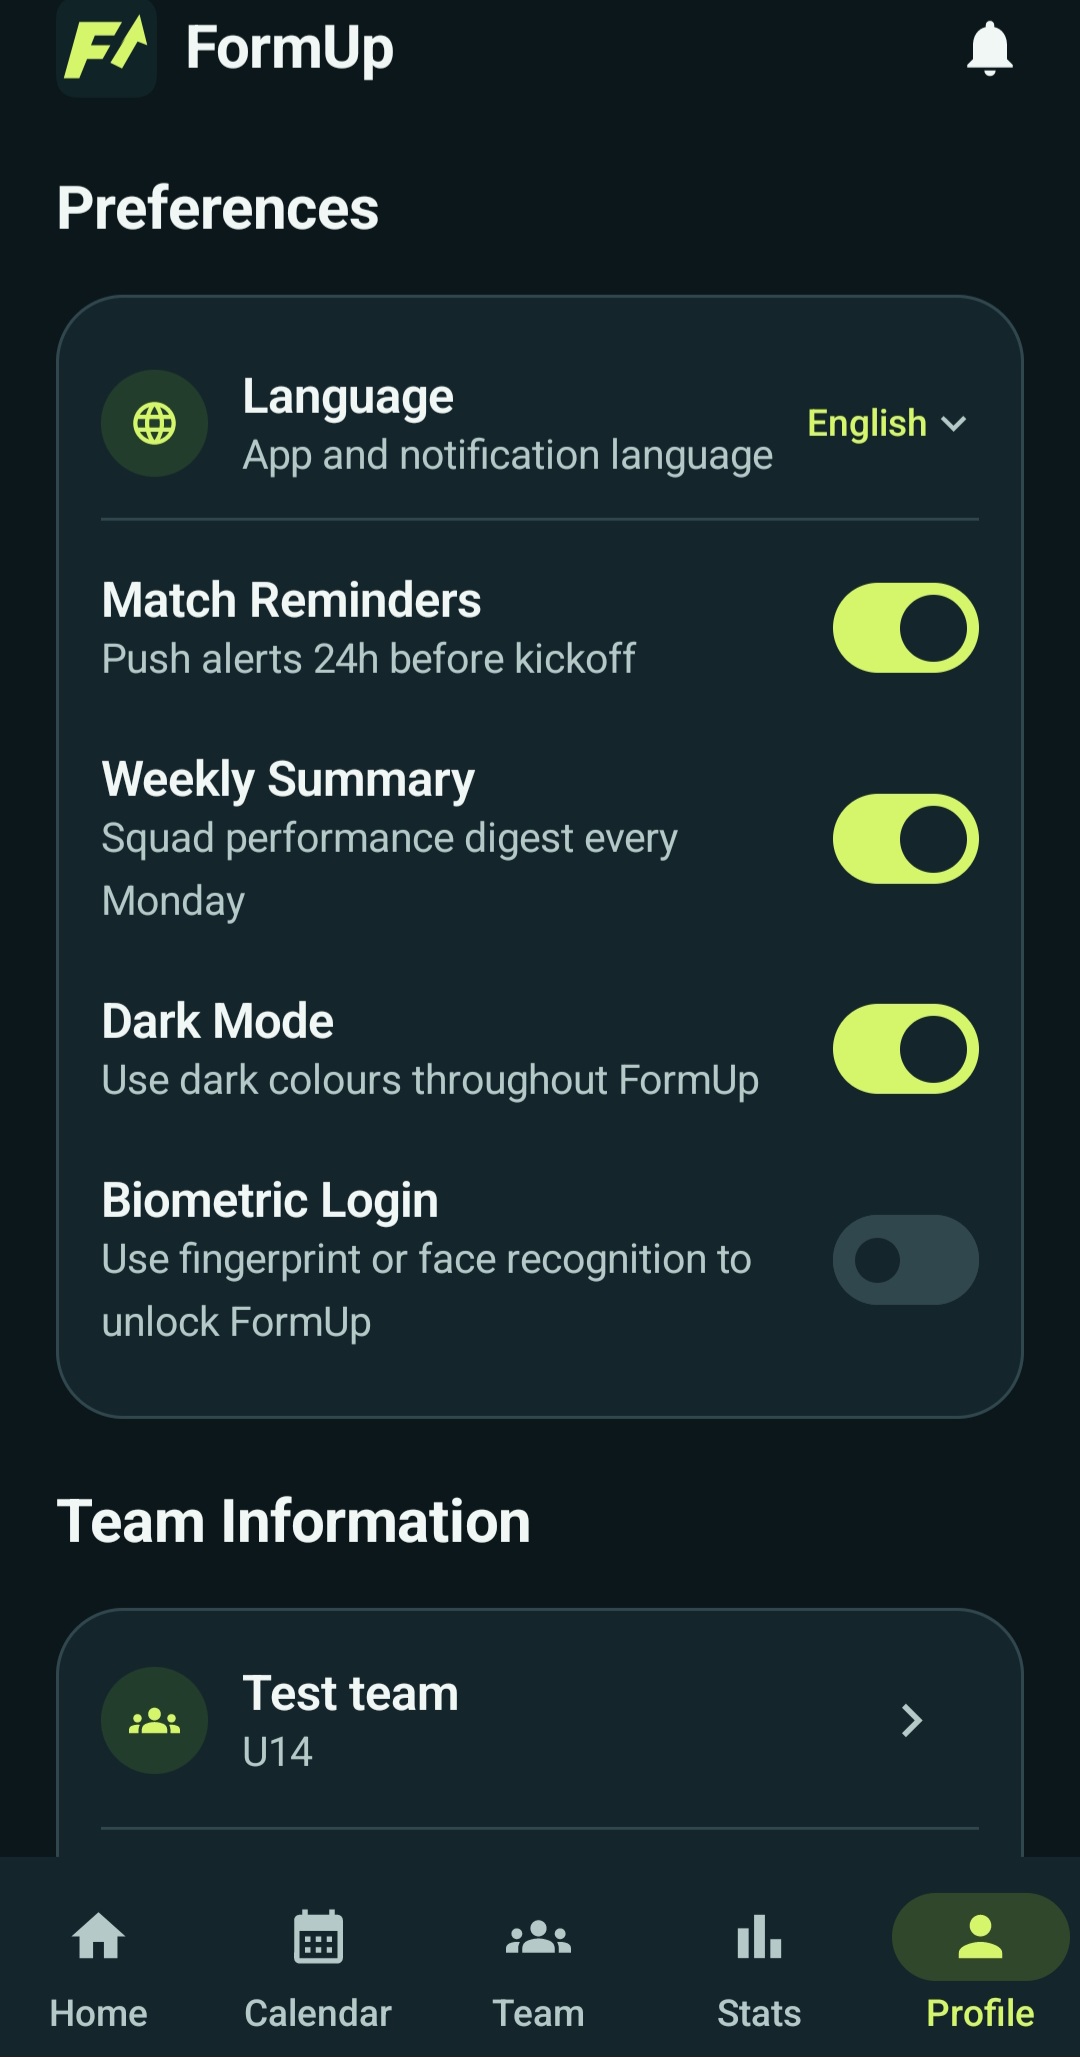 FormUp
Preferences
Language
App and notification language
English
Match Reminders
Push alerts 24h before kickoff
Weekly Summary
Squad performance digest every
Monday
Dark Mode
Use dark colours throughout FormUp
Biometric Login
Use fingerprint or face recognition to
unlock FormUp
Team Information
Test team
U14
Home
Calendar
Team
Stats
Profile